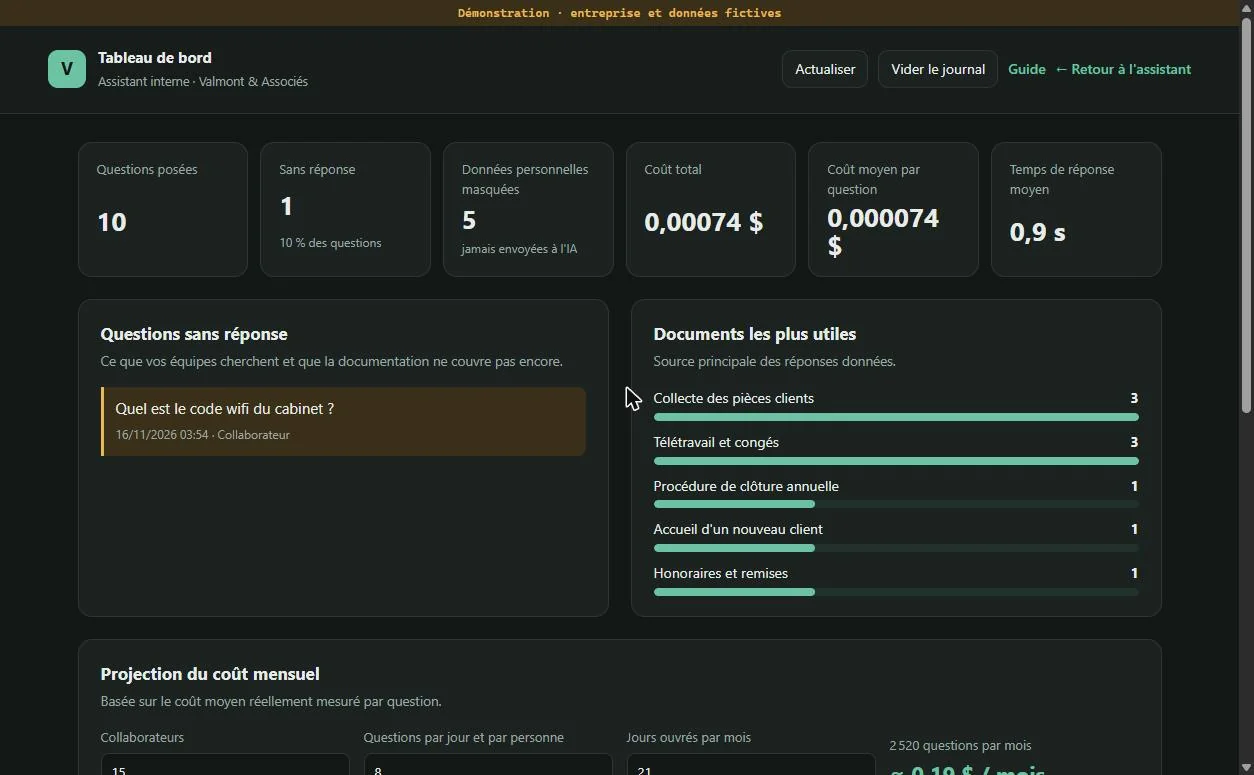 Démonstration · entreprise et données fictives
V
Tableau de bord
Assistant interne · Valmont & Associés
Actualiser
Vider le journal
Guide
← Retour à l'assistant
Questions posées
10
Sans réponse
1
10 % des questions
Données personnelles
masquées
5
jamais envoyées à l'IA
Coût total
0,00074 $
Coût moyen par
question
0,000074
$
Temps de réponse
moyen
0,9 s
Questions sans réponse
Ce que vos équipes cherchent et que la documentation ne couvre pas encore.
Quel est le code wifi du cabinet ?
16/11/2026 03:54 · Collaborateur
Documents les plus utiles
Source principale des réponses données.
Collecte des pièces clients 3
Télétravail et congés 3
Procédure de clôture annuelle 1
Accueil d'un nouveau client 1
Honoraires et remises 1
Projection du coût mensuel
Basée sur le coût moyen réellement mesuré par question.
Collaborateurs
15
Questions par jour et par personne
8
Jours ouvrés par mois
21
2 520 questions par mois
≈ 0,19 $ / mois